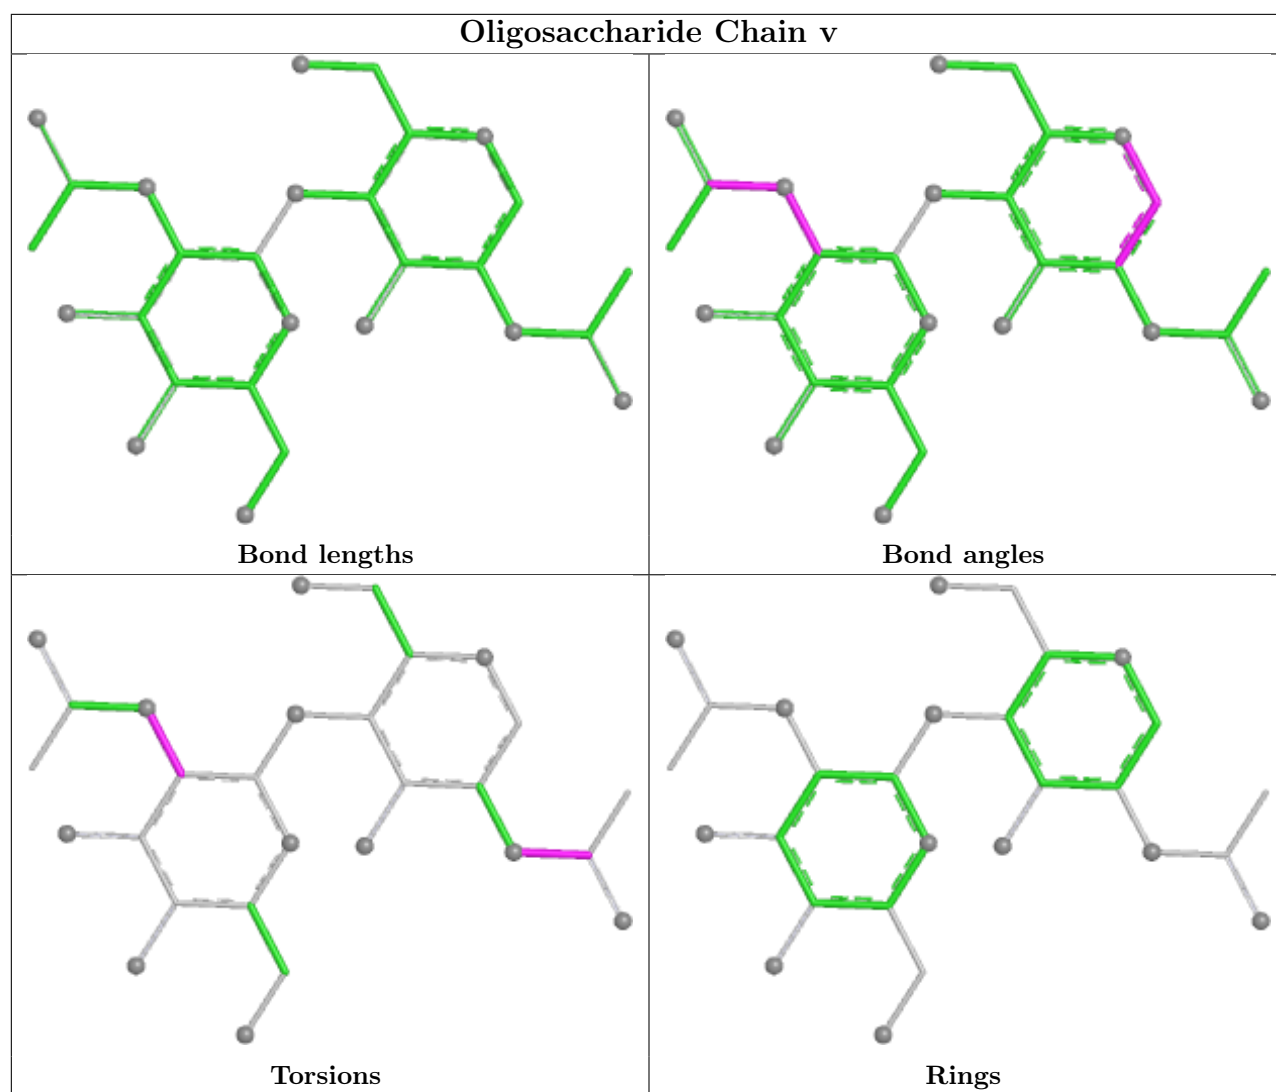 Oligosaccharide Chain v
Bond lengths
Bond angles
Torsions
Rings